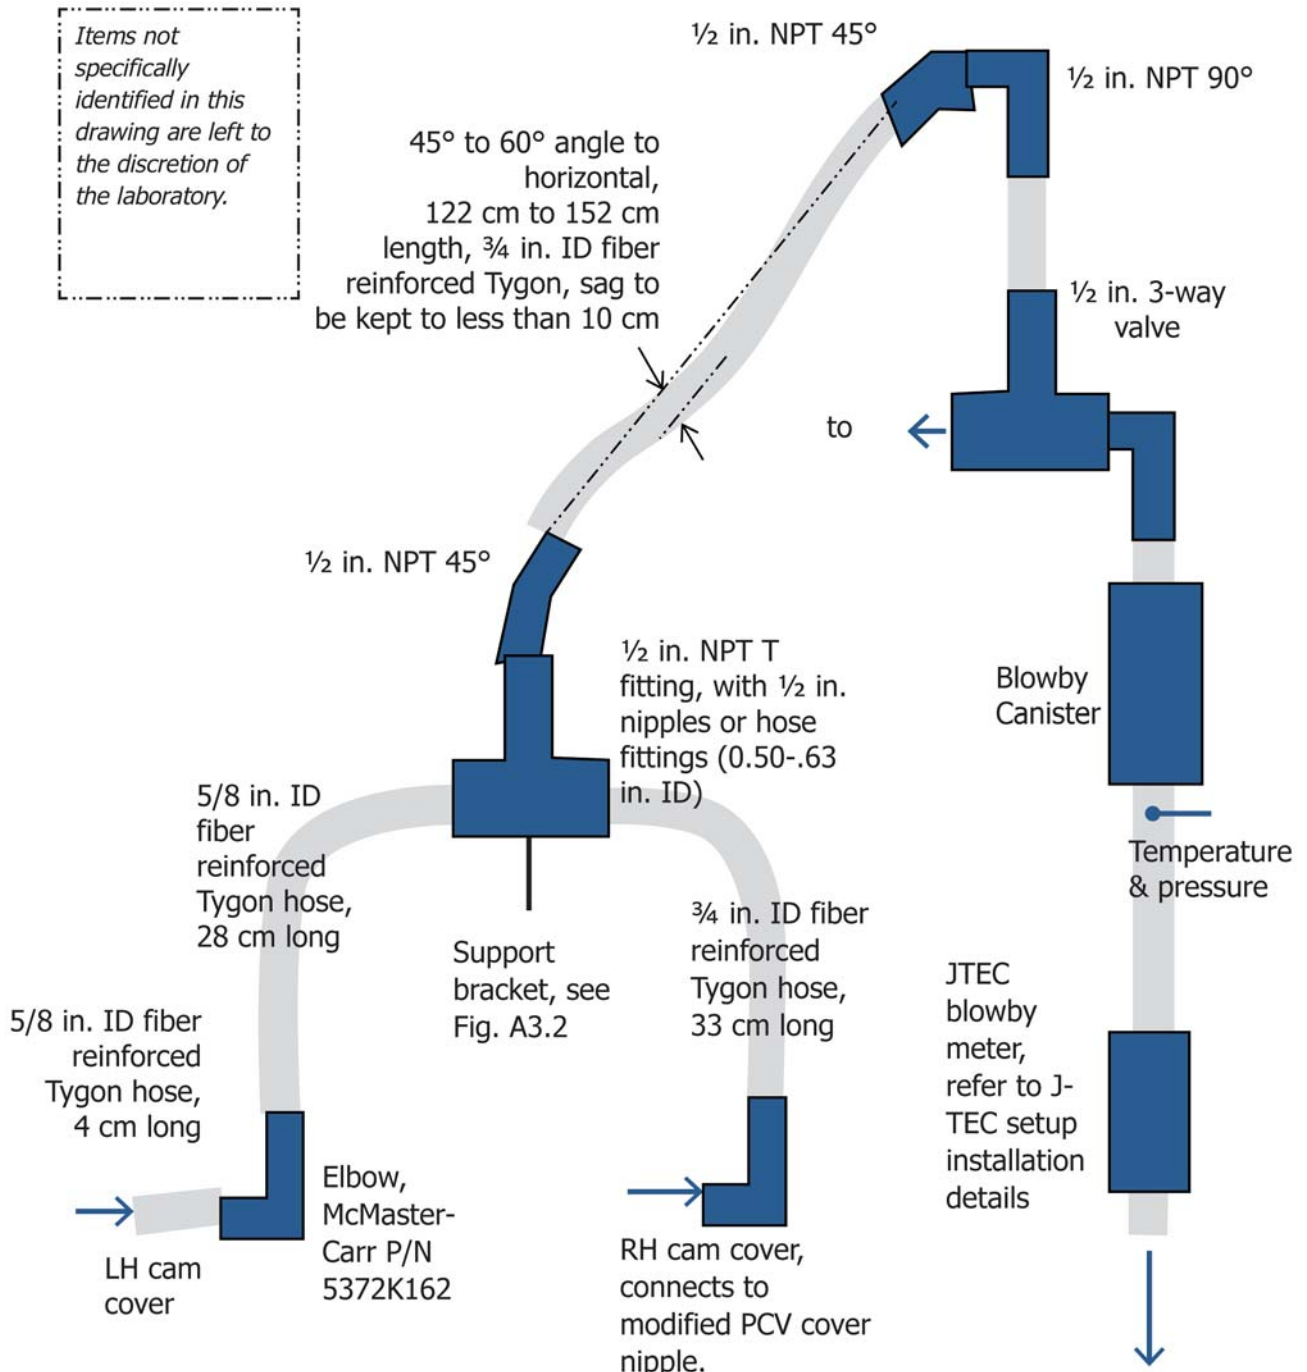 Items not
specifically
identified in this
drawing are left to
the discretion of
the laboratory.
½ in. NPT 45°
½ in. NPT 90°
45° to 60° angle to
horizontal,
122 cm to 152 cm
length, ¾ in. ID fiber
reinforced Tygon, sag to
be kept to less than 10 cm
½ in. 3-way
valve
to
½ in. NPT 45°
½ in. NPT T
fitting, with ½ in.
nipples or hose
fittings (0.50-.63
in. ID)
Blowby
Canister
5/8 in. ID
fiber
reinforced
Tygon hose,
28 cm long
Temperature
& pressure
¾ in. ID fiber
reinforced
Tygon hose,
33 cm long
Support
bracket, see
Fig. A3.2
JTEC
blowby
meter,
refer to J-
TEC setup
installation
details
5/8 in. ID fiber
reinforced
Tygon hose,
4 cm long
Elbow,
McMaster-
Carr P/N
5372K162
LH cam
cover
RH cam cover,
connects to
modified PCV cover
nipple.